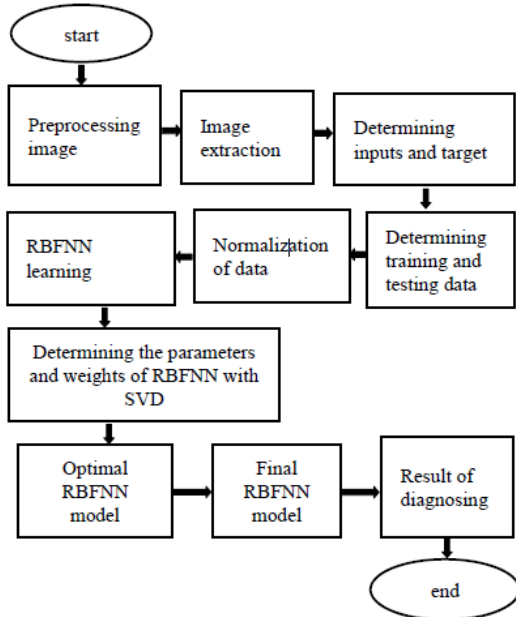 start
Preprocessing
image
Image
extraction
Determining
inputs and target
Determining
training and
testing data
Normalization
of data
RBFNN
learning
Determining the parameters
and weights of RBFNN with
SVD
Optimal
RBFNN
model
Final
RBFNN
model
Result of
diagnosing
end